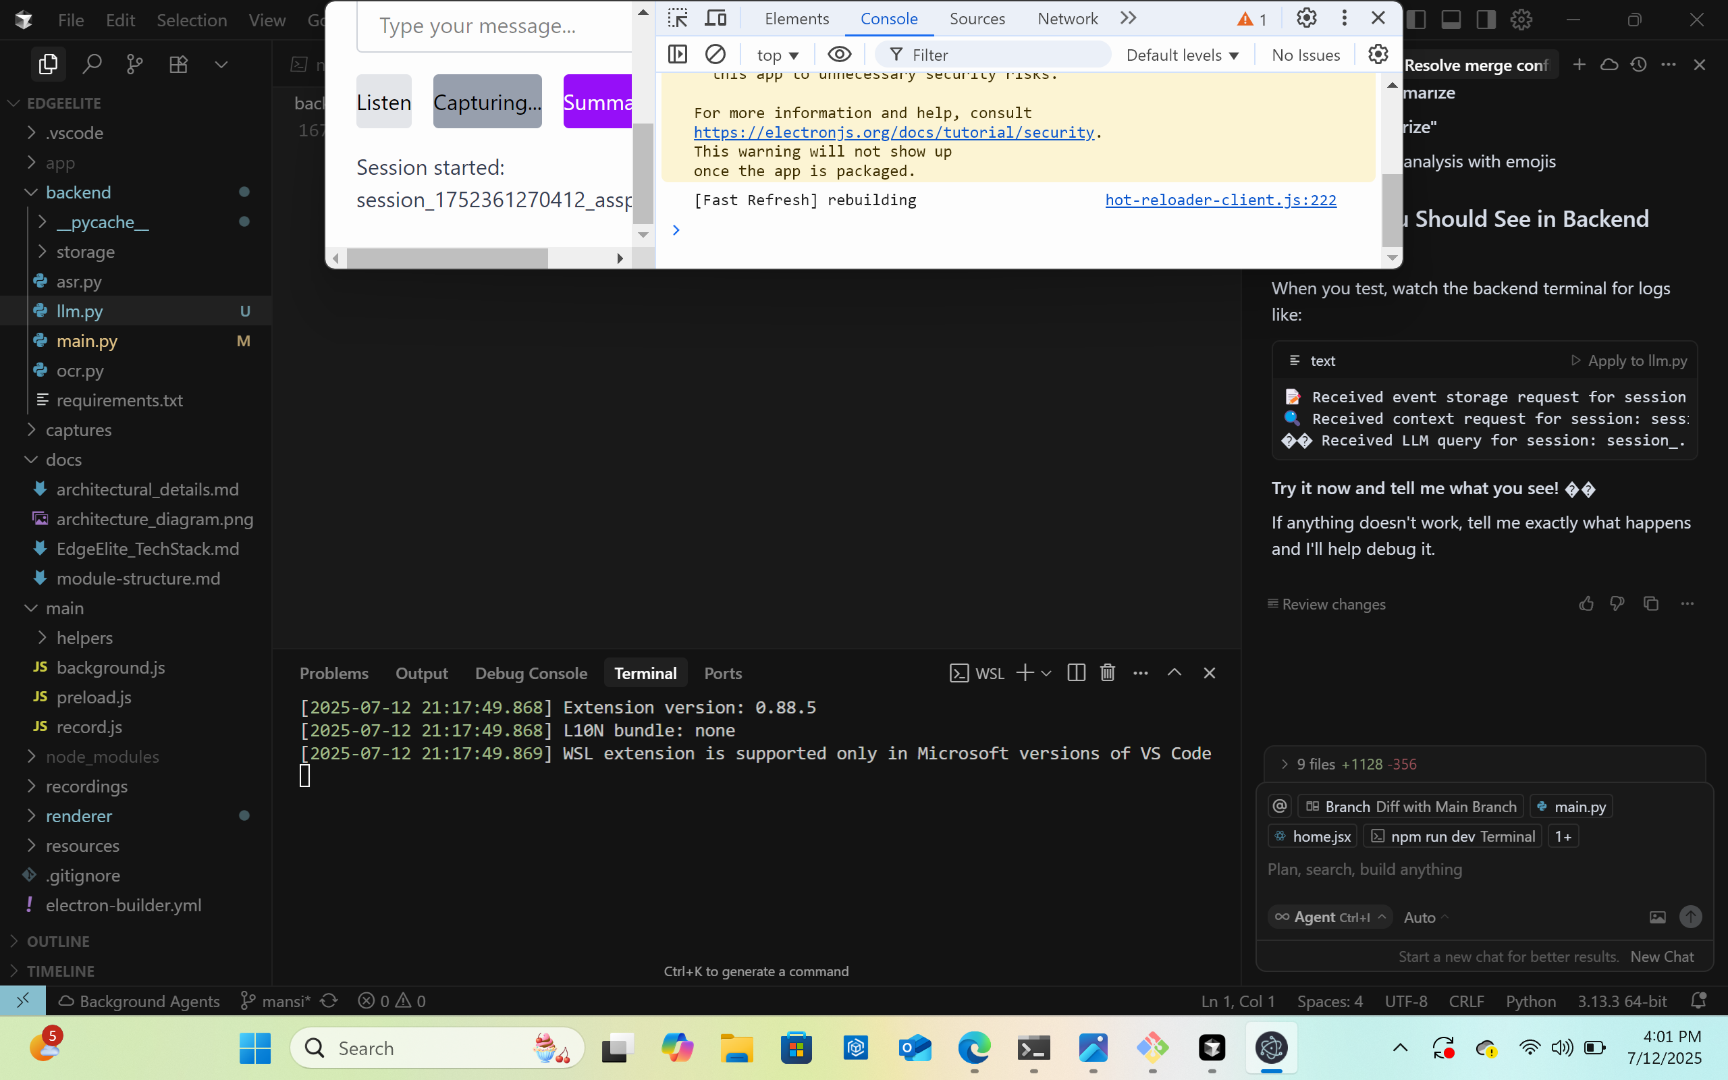 File Edit Selection View
EDGEELITE
.vscode
app
backend
__pycache__
storage
asr.py
llm.py U
main.py M
ocr.py
requirements.txt
captures
docs
architectural_details.md
architecture_diagram.png
EdgeElite_TechStack.md
module-structure.md
main
helpers
JS background.js
JS preload.js
JS record.js
node_modules
recordings
renderer
resources
.gitignore
! electron-builder.yml
OUTLINE
TIMELINE
Type your message...
Listen Capturing... Summa
Session started:
session_1752361270412_assp
Elements Console Sources Network 1
top Filter Default levels No Issues
this app to unnecessary security risks.
For more information and help, consult
https://electronjs.org/docs/tutorial/security.
This warning will not show up
once the app is packaged.
[Fast Refresh] rebuilding hot-reloader-client.js:222
Resolve merge conf
marize
rize"
analysis with emojis
u Should See in Backend
When you test, watch the backend terminal for logs
like:
text Apply to llm.py
📝 Received event storage request for session
🔍 Received context request for session: sess
�� Received LLM query for session: session_.
Try it now and tell me what you see! ��
If anything doesn't work, tell me exactly what happens
and I'll help debug it.
Review changes
9 files +1128 -356
@ Branch Diff with Main Branch main.py
home.jsx npm run dev Terminal 1+
Plan, search, build anything
∞ Agent Ctrl+I Auto
Start a new chat for better results. New Chat
Problems Output Debug Console Terminal Ports WSL
[2025-07-12 21:17:49.868] Extension version: 0.88.5
[2025-07-12 21:17:49.868] L10N bundle: none
[2025-07-12 21:17:49.869] WSL extension is supported only in Microsoft versions of VS Code
Ctrl+K to generate a command
Background Agents mansi* 0 0 Ln 1, Col 1 Spaces: 4 UTF-8 CRLF Python 3.13.3 64-bit
5 Search 4:01 PM
7/12/2025